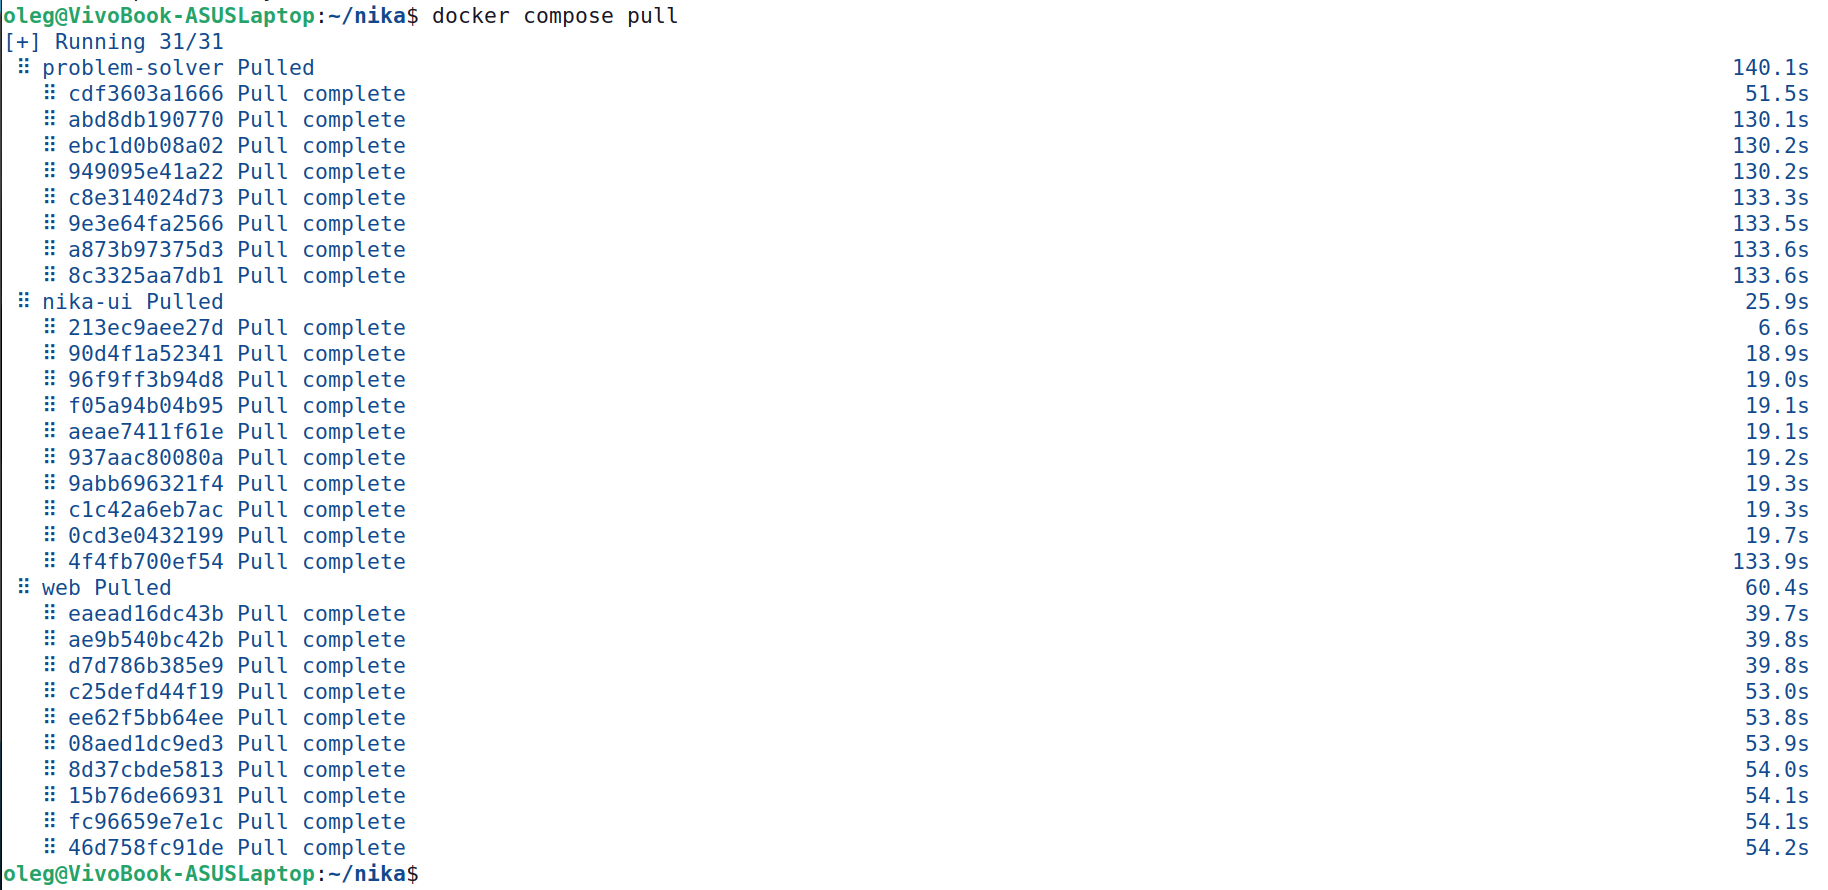 oleg@VivoBook-ASUSLaptop:~/nika$ docker compose pull
[+] Running 31/31
⠿ problem-solver Pulled 140.1s
⠿ cdf3603a1666 Pull complete 51.5s
⠿ abd8db190770 Pull complete 130.1s
⠿ ebc1d0b08a02 Pull complete 130.2s
⠿ 949095e41a22 Pull complete 130.2s
⠿ c8e314024d73 Pull complete 133.3s
⠿ 9e3e64fa2566 Pull complete 133.5s
⠿ a873b97375d3 Pull complete 133.6s
⠿ 8c3325aa7db1 Pull complete 133.6s
⠿ nika-ui Pulled 25.9s
⠿ 213ec9aee27d Pull complete 6.6s
⠿ 90d4f1a52341 Pull complete 18.9s
⠿ 96f9ff3b94d8 Pull complete 19.0s
⠿ f05a94b04b95 Pull complete 19.1s
⠿ aeae7411f61e Pull complete 19.1s
⠿ 937aac80080a Pull complete 19.2s
⠿ 9abb696321f4 Pull complete 19.3s
⠿ c1c42a6eb7ac Pull complete 19.3s
⠿ 0cd3e0432199 Pull complete 19.7s
⠿ 4f4fb700ef54 Pull complete 133.9s
⠿ web Pulled 60.4s
⠿ eaead16dc43b Pull complete 39.7s
⠿ ae9b540bc42b Pull complete 39.8s
⠿ d7d786b385e9 Pull complete 39.8s
⠿ c25defd44f19 Pull complete 53.0s
⠿ ee62f5bb64ee Pull complete 53.8s
⠿ 08aed1dc9ed3 Pull complete 53.9s
⠿ 8d37cbde5813 Pull complete 54.0s
⠿ 15b76de66931 Pull complete 54.1s
⠿ fc96659e7e1c Pull complete 54.1s
⠿ 46d758fc91de Pull complete 54.2s
oleg@VivoBook-ASUSLaptop:~/nika$